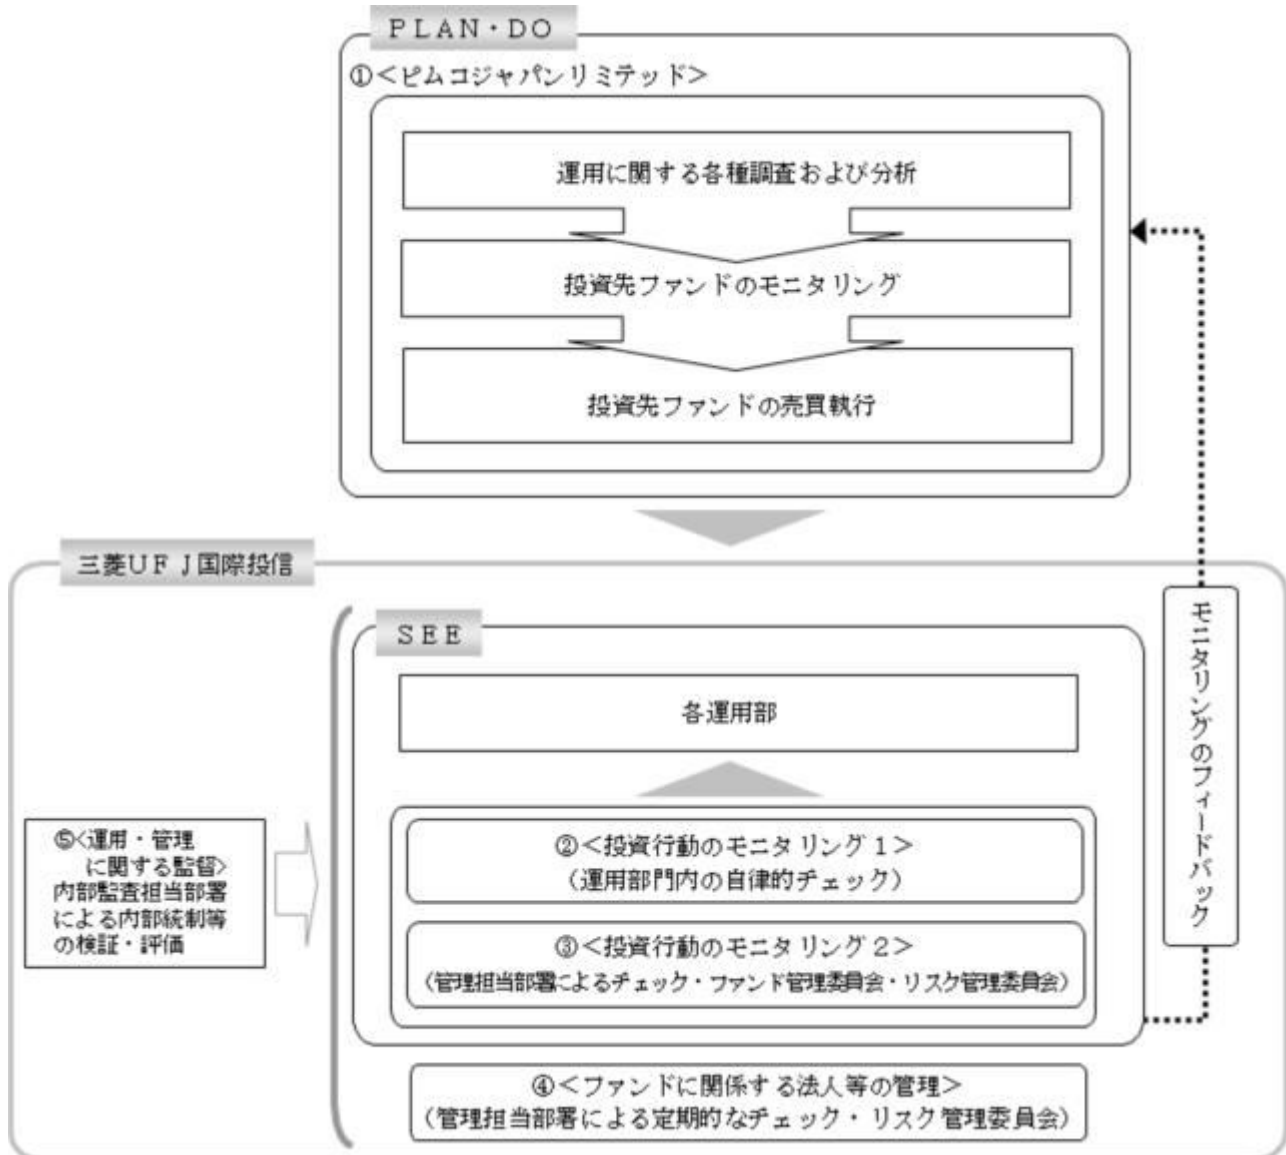 ＰＬＡＮ・ＤＯ
①＜ピムコジャパンリミテッド＞
運用に関する各種調査および分析
投資先ファンドのモニタリング
投資先ファンドの売買執行
三菱ＵＦＪ国際投信
ＳＥＥ
各運用部
②＜投資行動のモニタリング１＞
（運用部門内の自律的チェック）
③＜投資行動のモニタリング２＞
（管理担当部署によるチェック・ファンド管理委員会・リスク管理委員会）
④＜ファンドに関係する法人等の管理＞
（管理担当部署による定期的なチェック・リスク管理委員会）
⑤＜運用・管理
に関する監督＞
内部監査担当部署
による内部統制等
の検証・評価
モニタリングのフィードバック